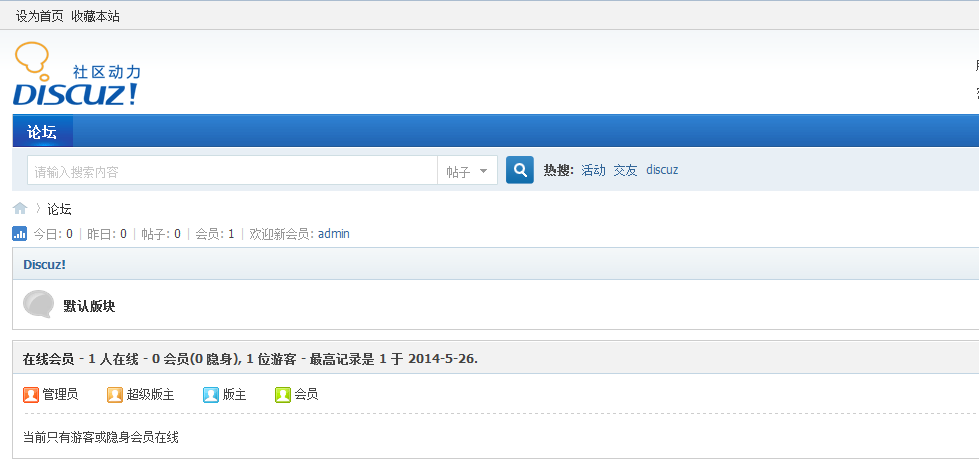 设为首页 收藏本站
社区动力
DISCUZ!
论坛
请输入搜索内容 帖子 热搜: 活动 交友 discuz
〉论坛
今日: 0 | 昨日: 0 | 帖子: 0 | 会员: 1 | 欢迎新会员: admin
Discuz!
默认版块
在线会员 - 1 人在线 - 0 会员(0 隐身), 1 位游客 - 最高记录是 1 于 2014-5-26.
管理员 超级版主 版主 会员
当前只有游客或隐身会员在线